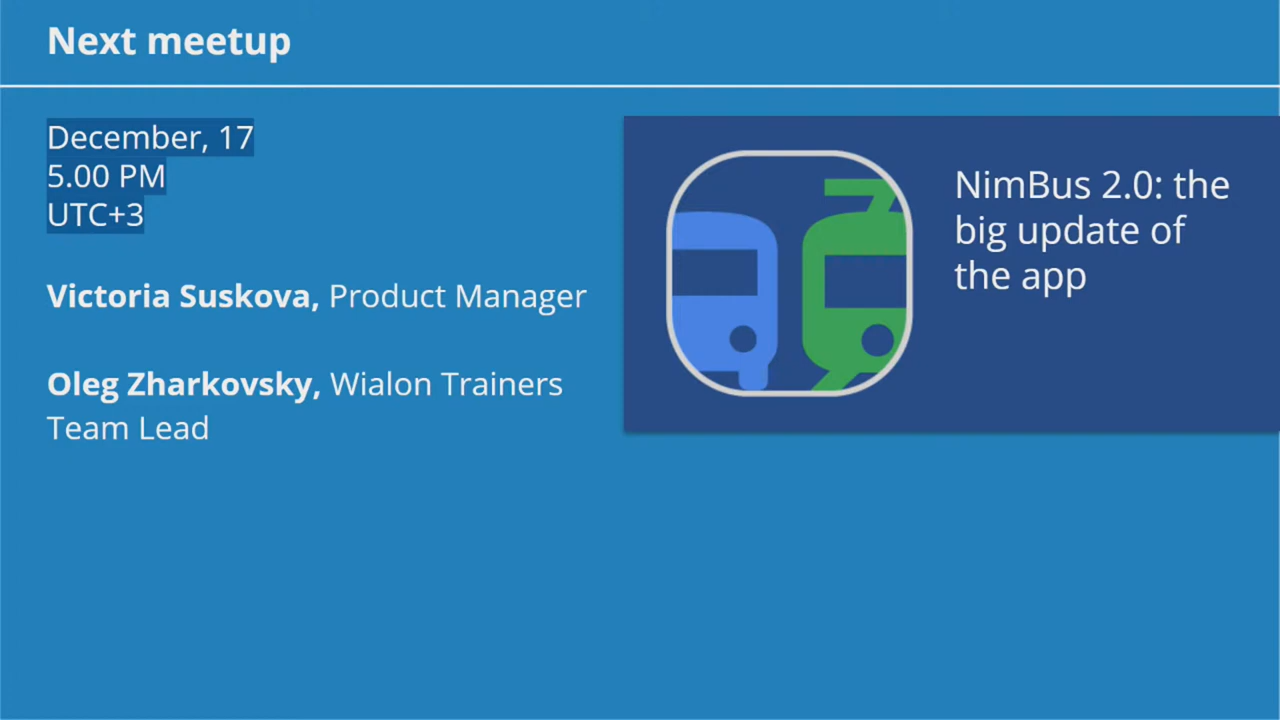 Next meetup
December, 17
5.00 PM
UTC+3
Victoria Suskova, Product Manager
Oleg Zharkovsky, Wialon Trainers
Team Lead
NimBus 2.0: the
big update of
the app